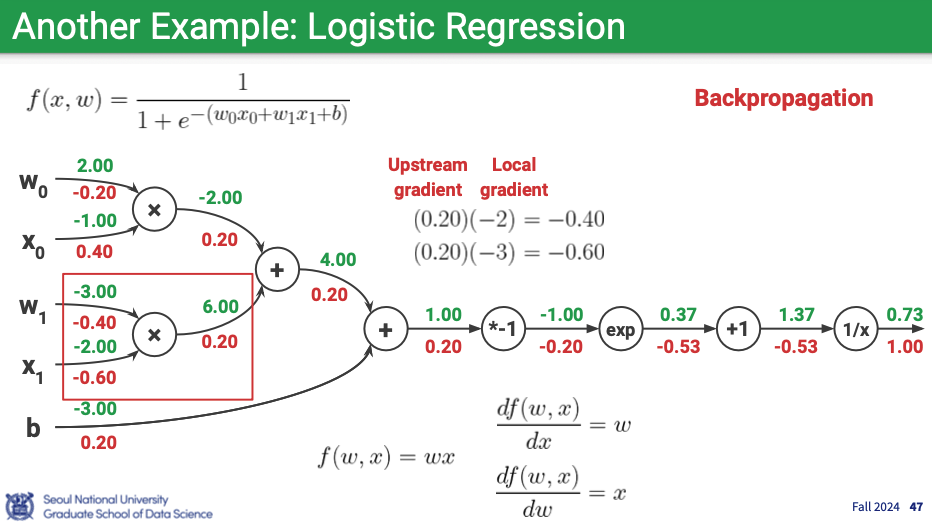 Another Example: Logistic Regression
f(x, w) = 1 / (1 + e^{-(w_0x_0+w_1x_1+b)})
Backpropagation
Upstream gradient Local gradient
(0.20)(−2) = −0.40
(0.20)(−3) = −0.60
w_0 2.00 -0.20
x_0 -1.00 0.40
×
-2.00 0.20
w_1 -3.00 -0.40
x_1 -2.00 -0.60
×
6.00 0.20
+
4.00 0.20
b -3.00 0.20
+
1.00 0.20
*-1
-1.00 -0.20
exp
0.37 -0.53
+1
1.37 -0.53
1/x
0.73 1.00
f(w, x) = wx
df(w, x)/dx = w
df(w, x)/dw = x
Seoul National University
Graduate School of Data Science
Fall 2024 47